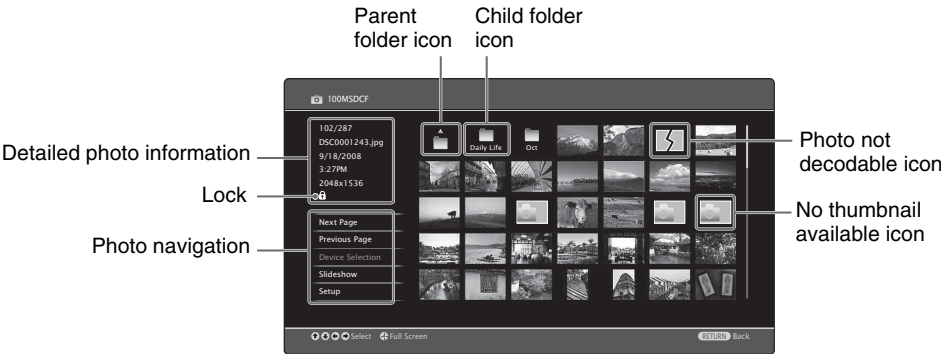 Parent
folder icon
Child folder
icon
100MSDCF
Detailed photo information
102/287
DSC0001243.jpg
9/18/2008
3:27PM
2048x1536
Lock
Daily Life
Oct
Photo not
decodable icon
No thumbnail
available icon
Photo navigation
Next Page
Previous Page
Device Selection
Slideshow
Setup
Select
Full Screen
RETURN Back